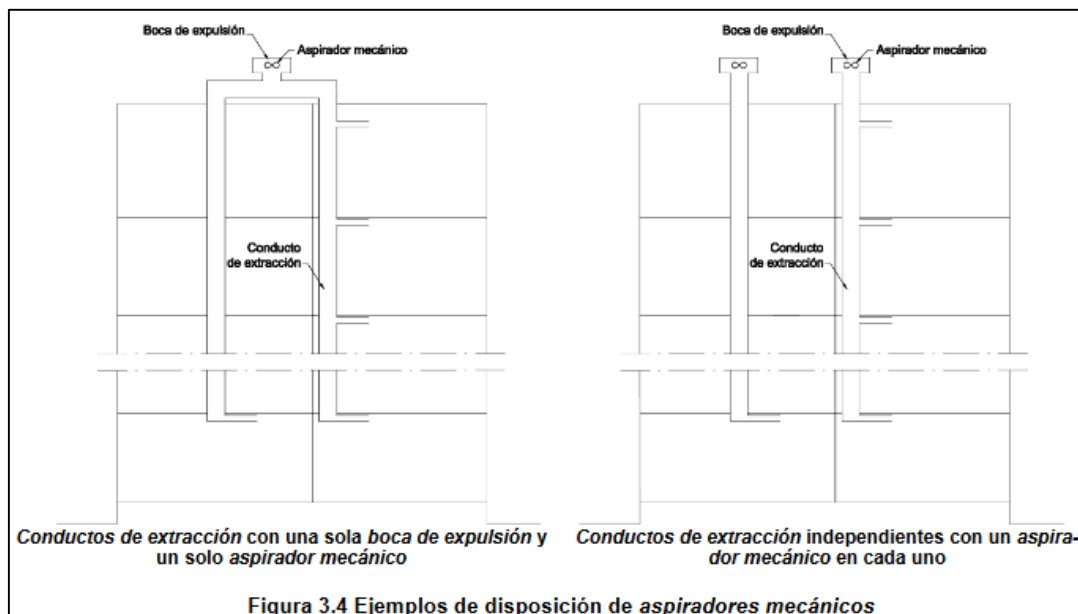 Boca de expulsión
Aspirador mecánico
Conducto
de extracción
Conductos de extracción con una sola boca de expulsión y
un solo aspirador mecánico
Boca de expulsión
Aspirador mecánico
Conducto
de extracción
Conductos de extracción independientes con un aspira-
dor mecánico en cada uno
Figura 3.4 Ejemplos de disposición de aspiradores mecánicos